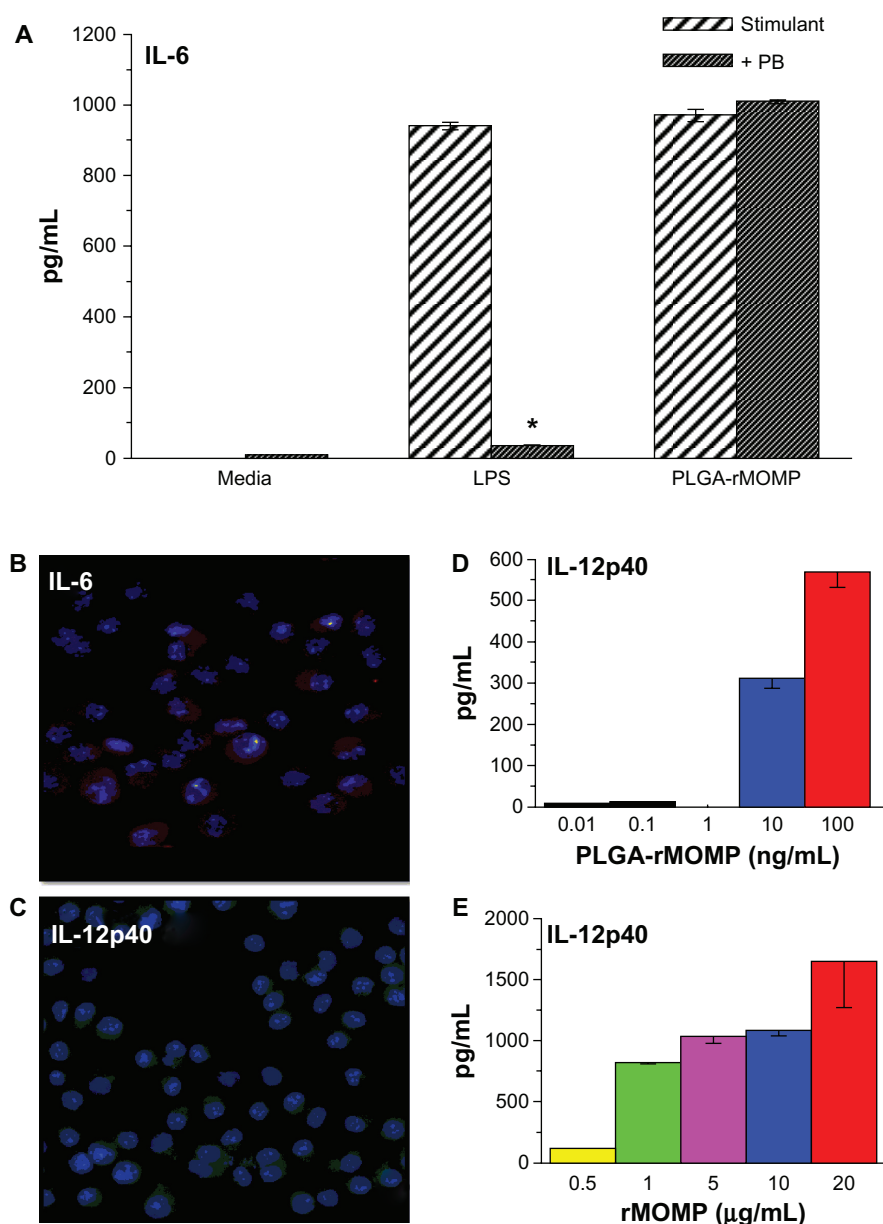 A
IL-6
Stimulant
+ PB
1200
1000
800
600
400
200
0
pg/mL
*
Media LPS PLGA-rMOMP
B
IL-6
C
IL-12p40
D
IL-12p40
600
500
400
300
200
100
0
pg/mL
0.01 0.1 1 10 100
PLGA-rMOMP (ng/mL)
E
IL-12p40
2000
1500
1000
500
0
pg/mL
0.5 1 5 10 20
rMOMP (μg/mL)